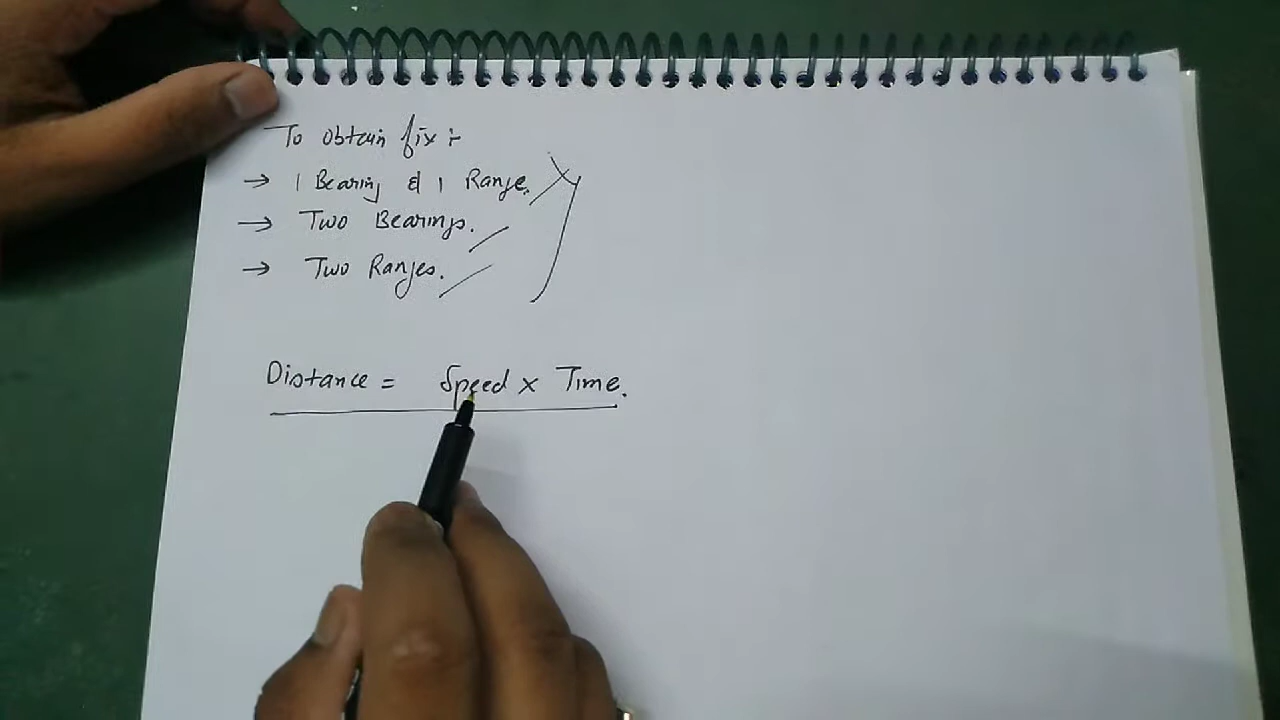 To obtain fix :-
→ 1 Bearing & 1 Range.
→ Two Bearings.
→ Two Ranges.
Distance = Speed x Time.